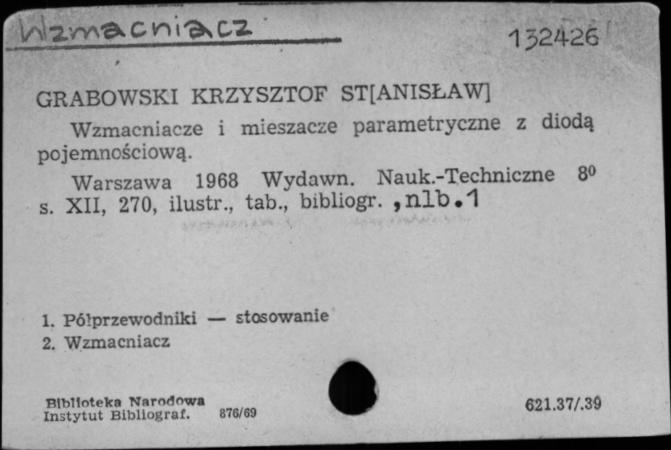 Wzmacniacz
132426
GRABOWSKI KRZYSZTOF ST[ANISŁAW]
Wzmacniacze i mieszacze parametryczne z diodą
pojemnościową.
Warszawa 1968 Wydawn. Nauk.-Techniczne 8⁰
s. XII, 270, ilustr., tab., bibliogr. ,nlb.1
1. Półprzewodniki — stosowanie
2. Wzmacniacz
Biblioteka Narodowa
Instytut Bibliograf. 876/69
621.37/.39